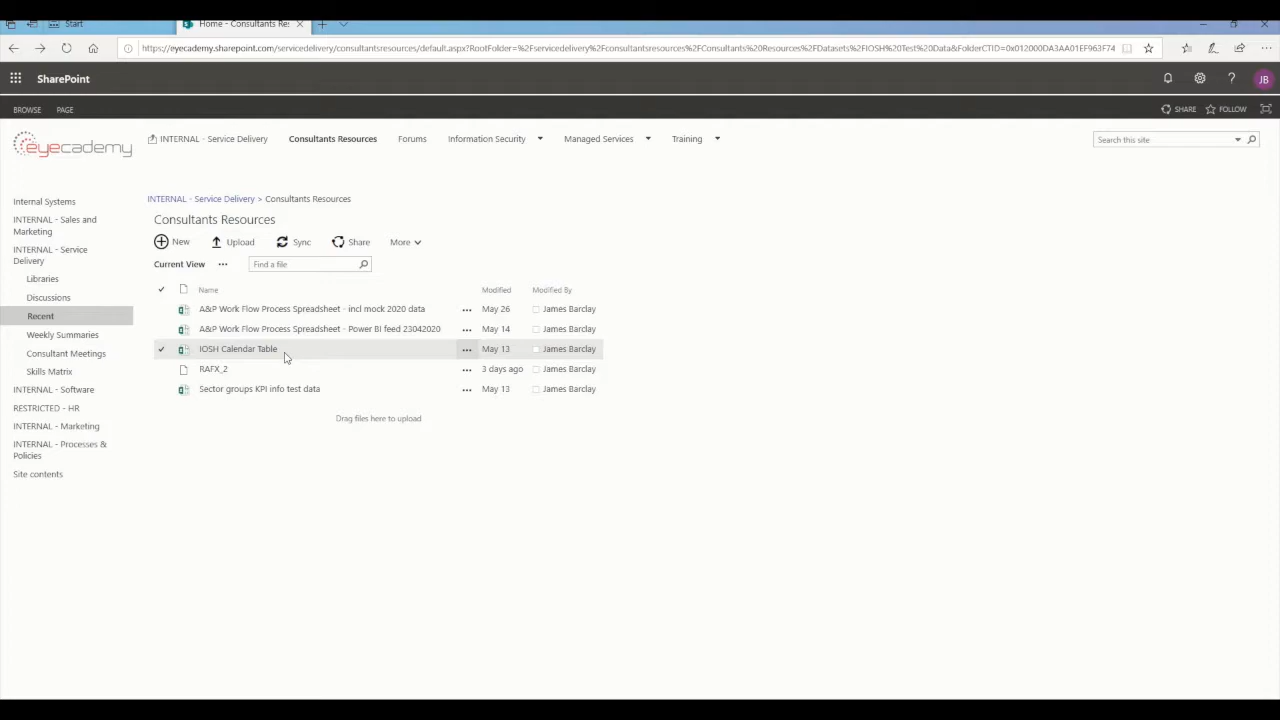 Start
Home - Consultants Res
https://eyecademy.sharepoint.com/servicedelivery/consultantsresources/default.aspx?RootFolder=%2Fservicedelivery%2Fconsultantsresources%2FConsultants%20Resources%2FDatasets%2FIOSH%20Test%20Data&FolderCTID=0x012000DA3AA01EF963F74
SharePoint
JB
BROWSE PAGE
SHARE FOLLOW
eyecademy
INTERNAL - Service Delivery Consultants Resources Forums Information Security Managed Services Training
Search this site
Internal Systems
INTERNAL - Sales and
Marketing
INTERNAL - Service
Delivery
Libraries
Discussions
Recent
Weekly Summaries
Consultant Meetings
Skills Matrix
INTERNAL - Software
RESTRICTED - HR
INTERNAL - Marketing
INTERNAL - Processes &
Policies
Site contents
INTERNAL - Service Delivery > Consultants Resources
Consultants Resources
New Upload Sync Share More
Current View ... Find a file
Name Modified Modified By
A&P Work Flow Process Spreadsheet - incl mock 2020 data ... May 26 James Barclay
A&P Work Flow Process Spreadsheet - Power BI feed 23042020 ... May 14 James Barclay
IOSH Calendar Table ... May 13 James Barclay
RAFX_2 ... 3 days ago James Barclay
Sector groups KPI info test data ... May 13 James Barclay
Drag files here to upload